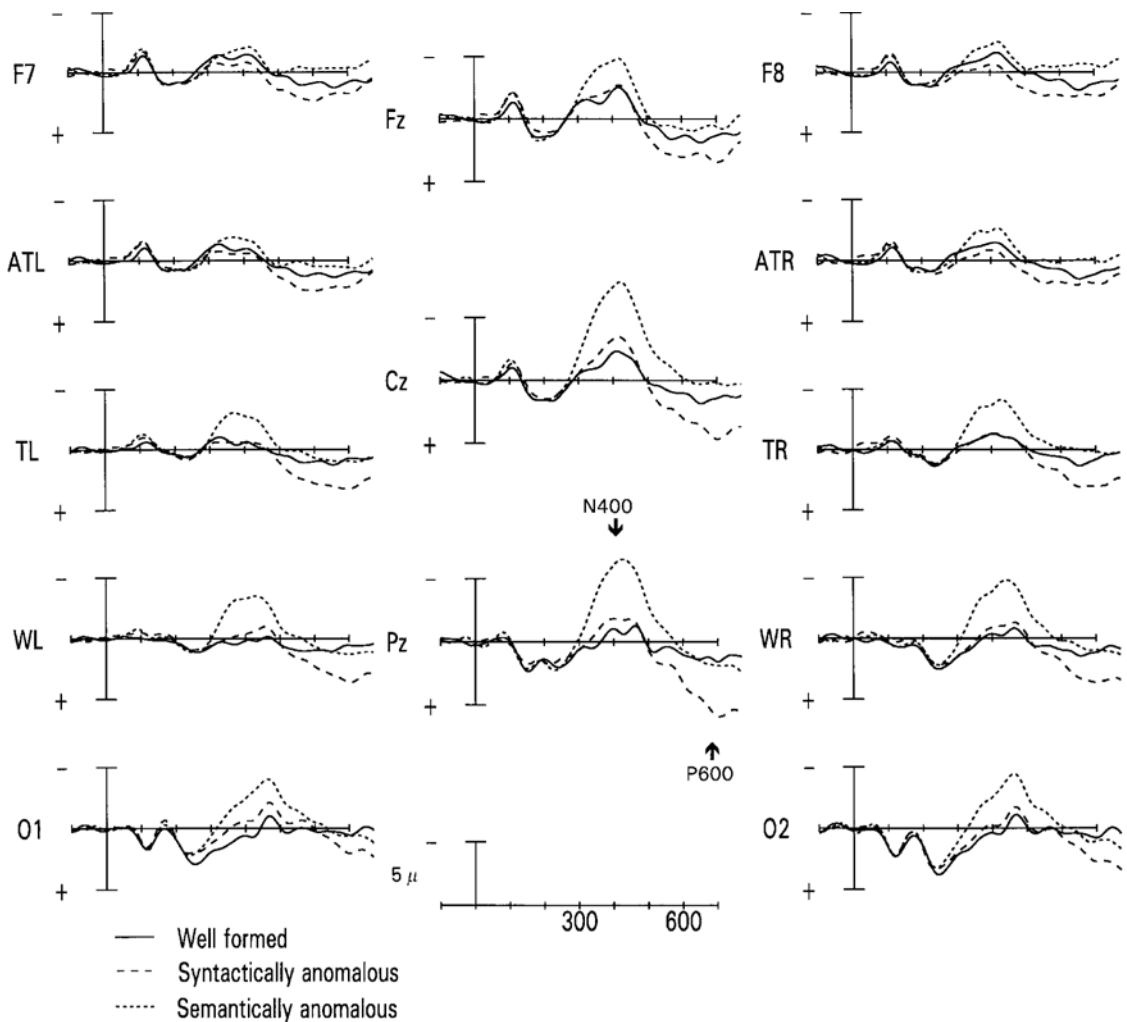 −
−
−
F7
Fz
F8
+
+
+
−
−
−
ATL
Cz
ATR
+
+
+
−
−
TL
TR
+
+
N400
−
−
−
WL
Pz
WR
+
+
+
P600
−
−
O1
O2
−
5 μ
+
+
300
600
Well formed
Syntactically anomalous
Semantically anomalous